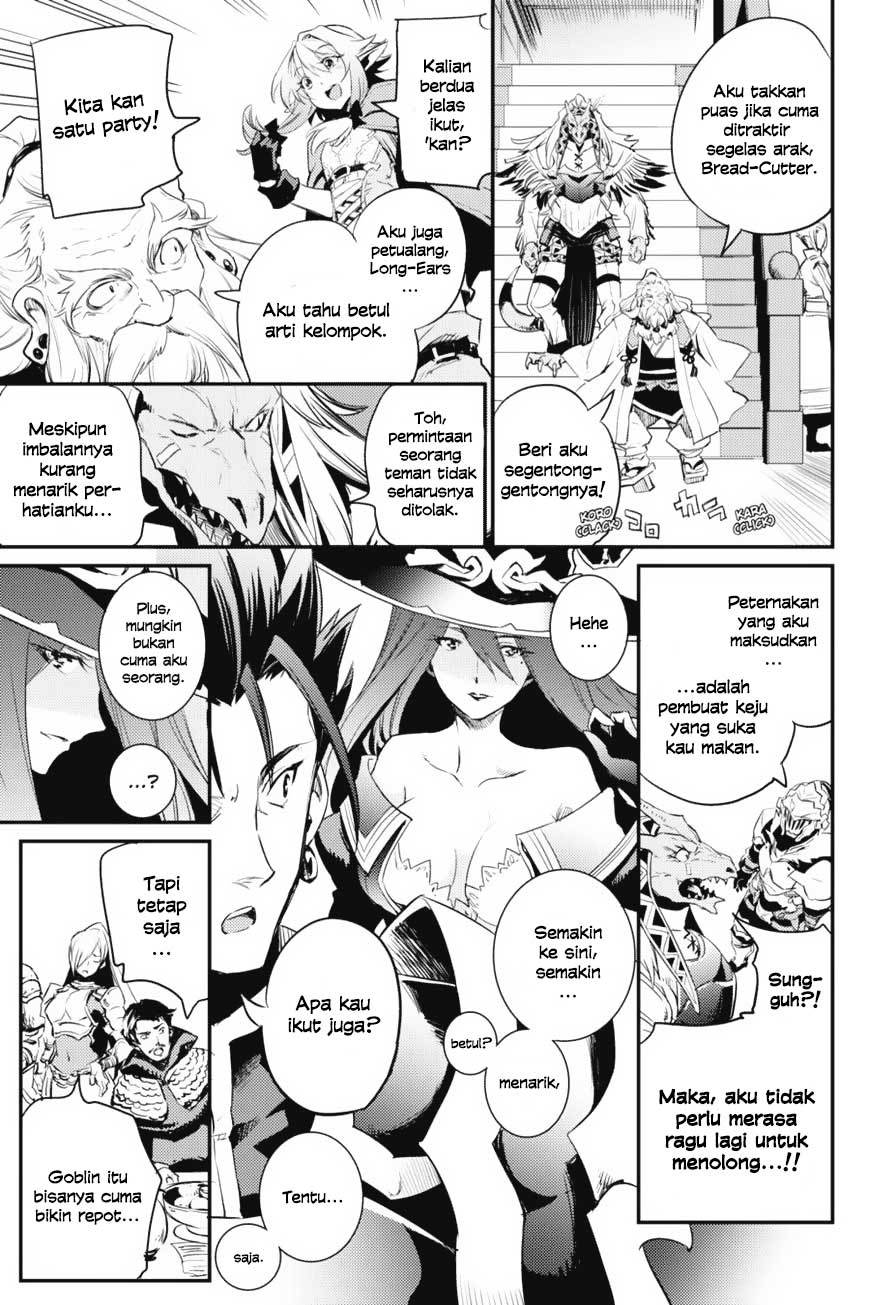 Aku takkan
puas jika cuma
ditraktir
segelas arak,
Bread-Cutter.
Beri aku
segentong-
gentongnya!
KARA
(CLICK)
カラ
KORO
(CLACK)
コロ
Kalian
berdua
jelas
ikut,
'kan?
Kita kan
satu party!
Aku juga
petualang,
Long-Ears
...
Aku tahu betul
arti kelompok.
Toh,
permintaan
seorang
teman tidak
seharusnya
ditolak.
Meskipun
imbalannya
kurang
menarik per-
hatianku...
Peternakan
yang aku
maksudkan
...
...adalah
pembuat keju
yang suka
kau makan.
Sung-
guh?!
Maka, aku tidak
perlu merasa
ragu lagi untuk
menolong...!!
Hehe
...
Plus,
mungkin
bukan
cuma aku
seorang.
...?
Apa kau
ikut juga?
Semakin
ke sini,
semakin
...
menarik,
betul?
Tentu...
saja.
Tapi
tetap
saja
...
Goblin itu
bisanya cuma
bikin repot...